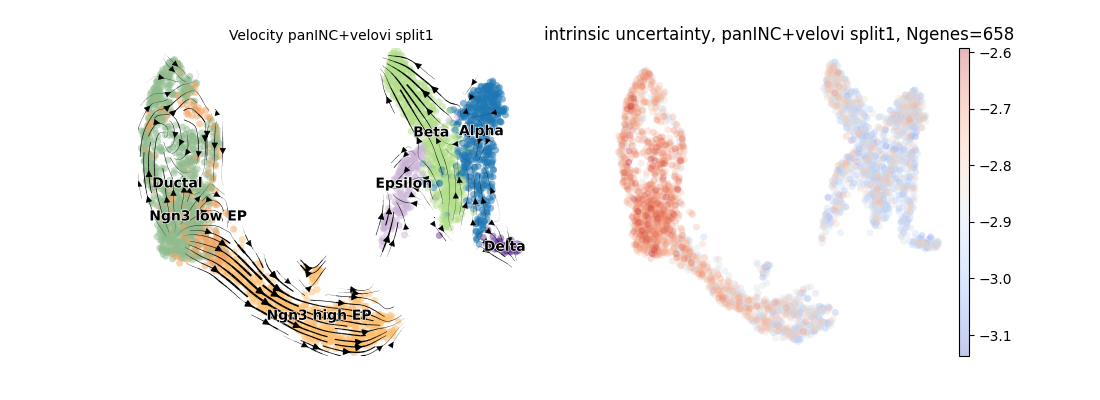 Velocity panINC+velovi split1
Beta
Alpha
Epsilon
Ductal
Ngn3 low EP
Delta
Ngn3 high EP
intrinsic uncertainty, panINC+velovi split1, Ngenes=658
−2.6
−2.7
−2.8
−2.9
−3.0
−3.1